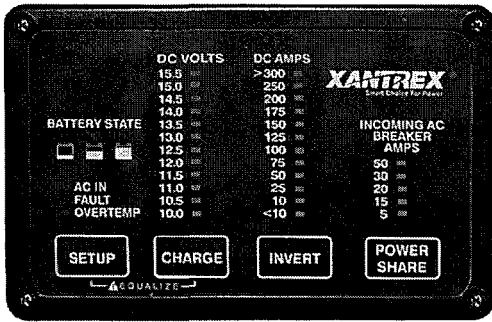 XANTREX
Smart Choice For Power
DC VOLTS
15.5
15.0
14.5
14.0
13.5
13.0
12.5
12.0
11.5
11.0
10.5
10.0
DC AMPS
>300
250
200
175
150
125
100
75
50
25
10
<10
BATTERY STATE
AC IN
FAULT
OVERTEMP
INCOMING AC
BREAKER
AMPS
50
30
20
15
5
SETUP
CHARGE
INVERT
POWER
SHARE
EQUALIZE